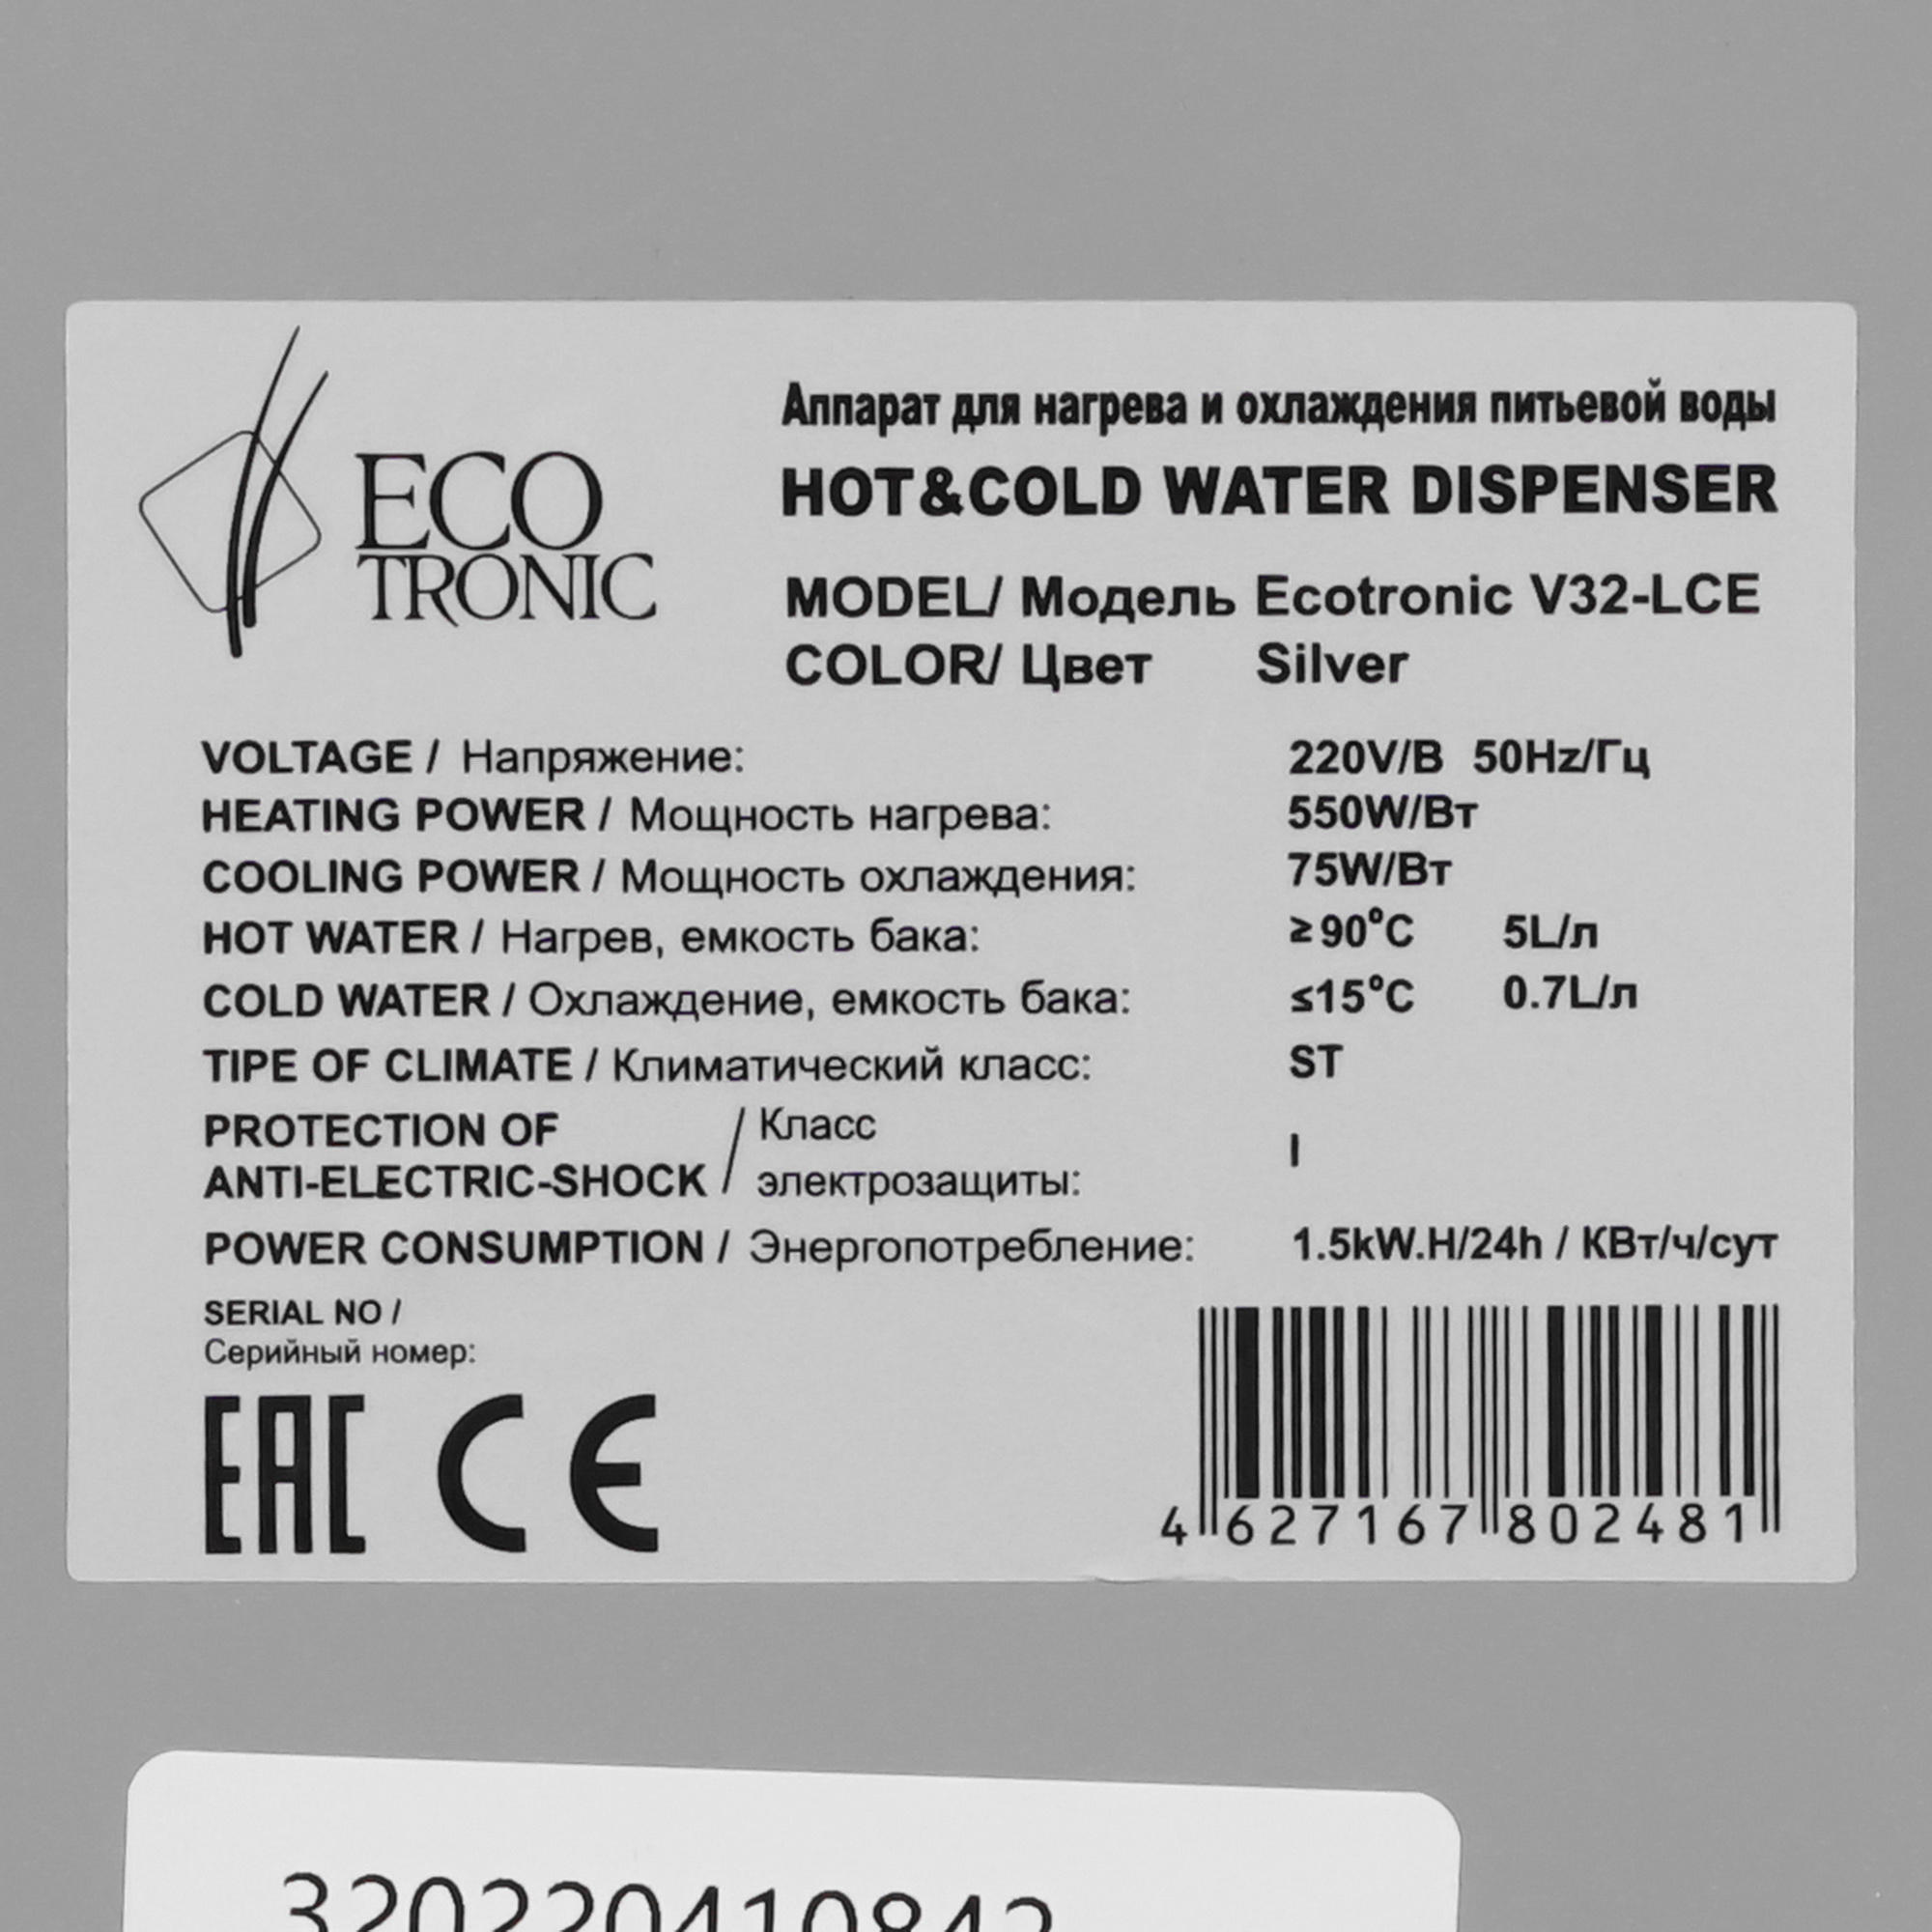 ECO
TRONIC
Аппарат для нагрева и охлаждения питьевой воды
HOT&COLD WATER DISPENSER
MODEL/ Модель Ecotronic V32-LCE
COLOR/ Цвет Silver
VOLTAGE / Напряжение: 220V/В 50Hz/Гц
HEATING POWER / Мощность нагрева: 550W/Вт
COOLING POWER / Мощность охлаждения: 75W/Вт
HOT WATER / Нагрев, емкость бака: ≥90°C 5L/л
COLD WATER / Охлаждение, емкость бака: ≤15°C 0.7L/л
TIPE OF CLIMATE / Климатический класс: ST
PROTECTION OF / Класс
ANTI-ELECTRIC-SHOCK электрозащиты: I
POWER CONSUMPTION / Энергопотребление: 1.5kW.H/24h / КВт/ч/сут
SERIAL NO /
Серийный номер:
EAC CE
4 627167 802481
320220410842